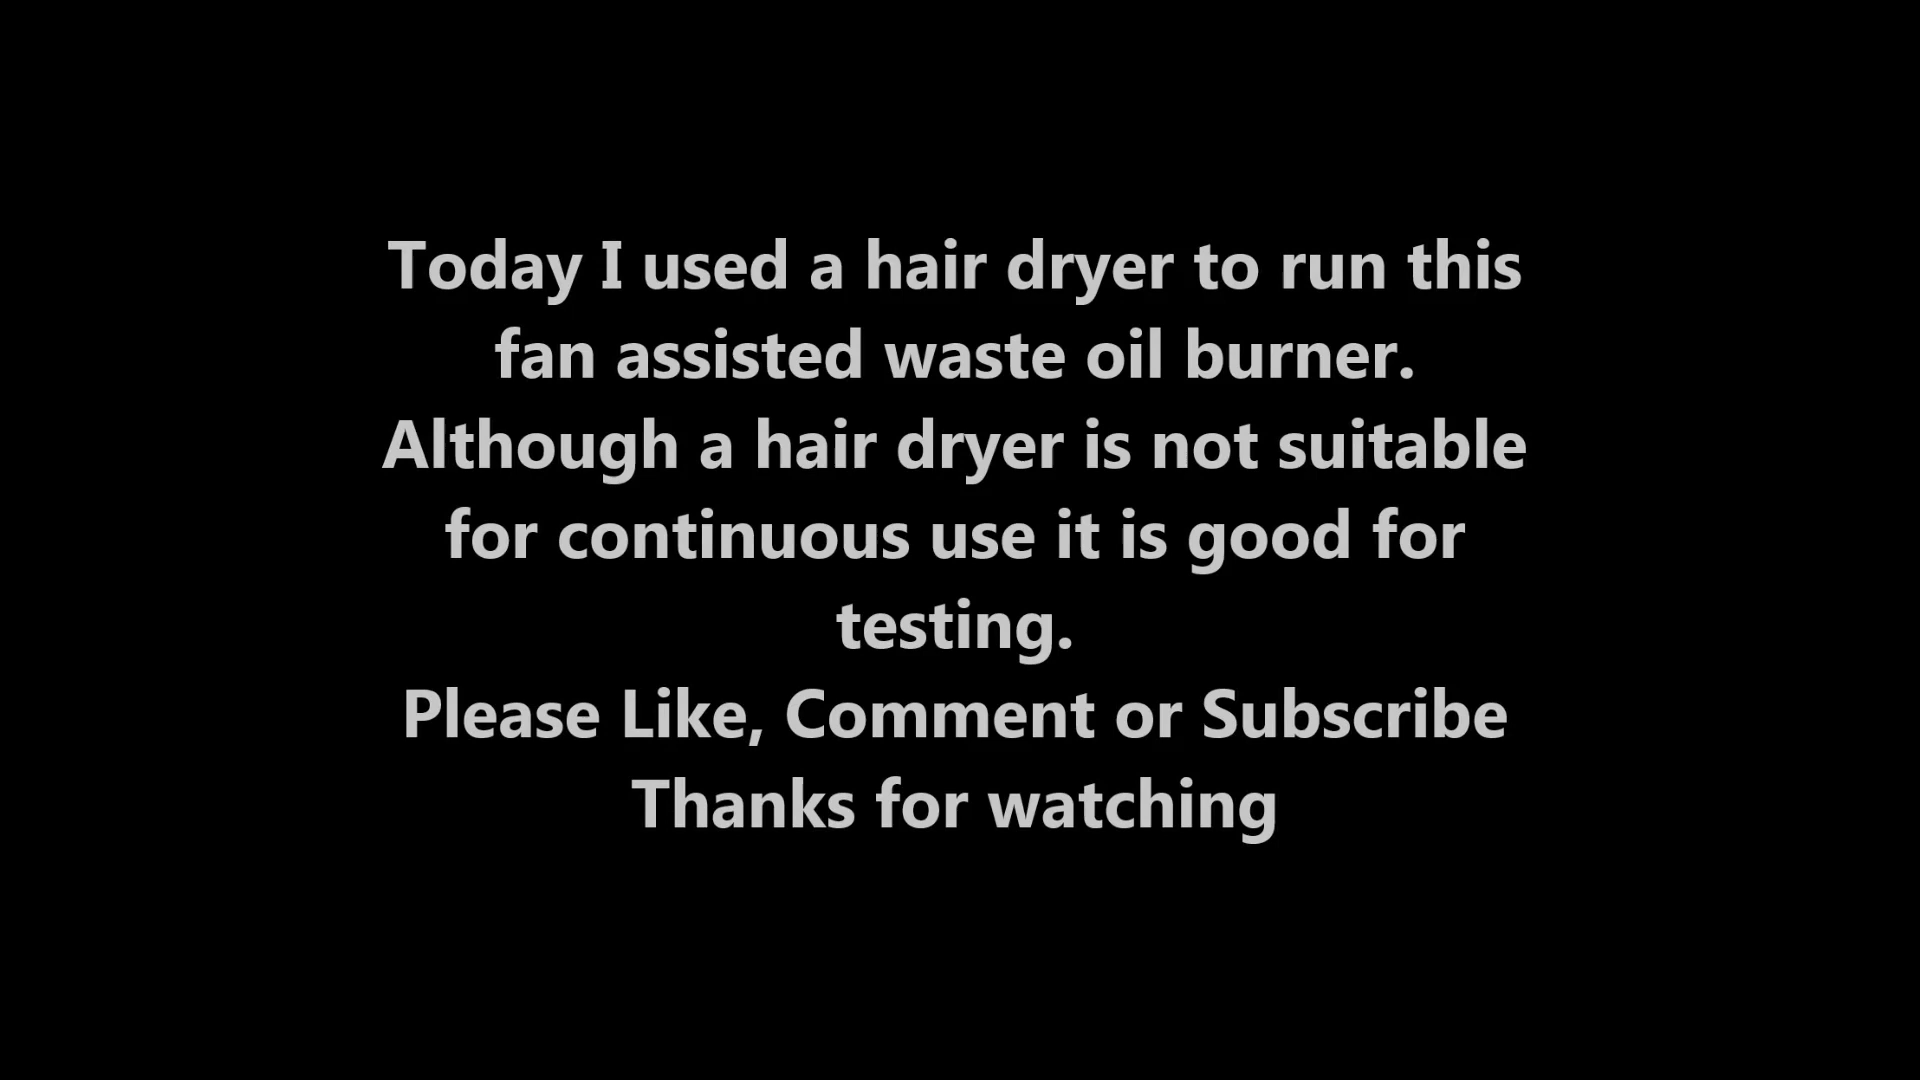 Today I used a hair dryer to run this
fan assisted waste oil burner.
Although a hair dryer is not suitable
for continuous use it is good for
testing.
Please Like, Comment or Subscribe
Thanks for watching